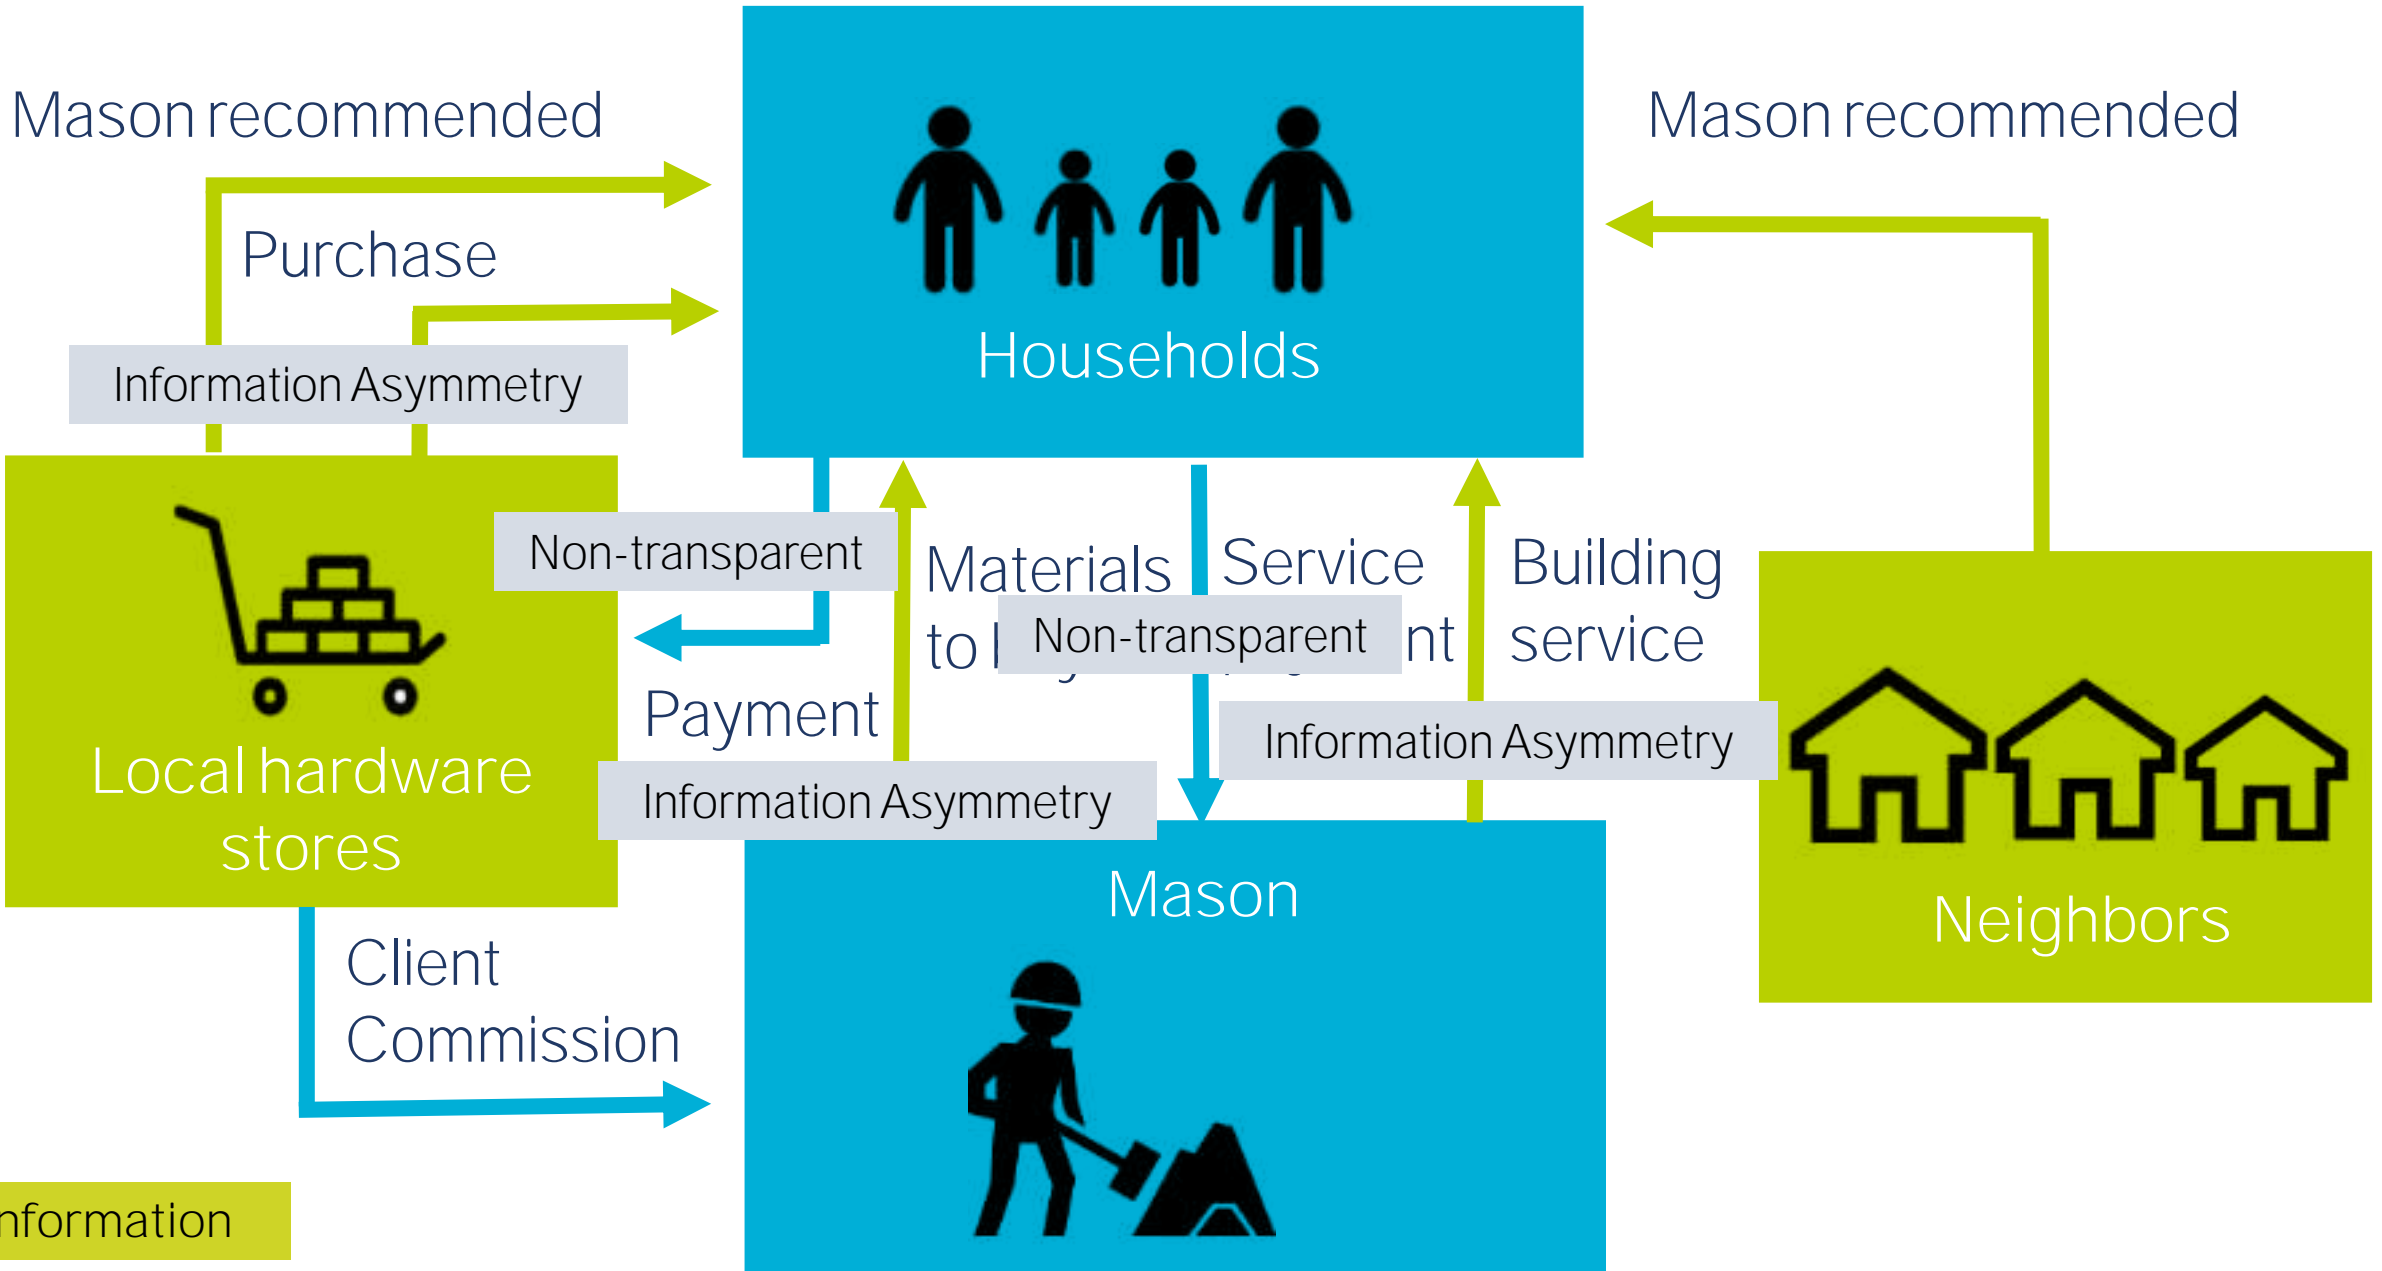 Mason recommended
Mason recommended
Purchase
Households
Information Asymmetry
Non-transparent
Materials
to
Service
Building
service
Non-transparent
Payment
Information Asymmetry
Local hardware
stores
Information Asymmetry
Mason
Neighbors
Client
Commission
nformation